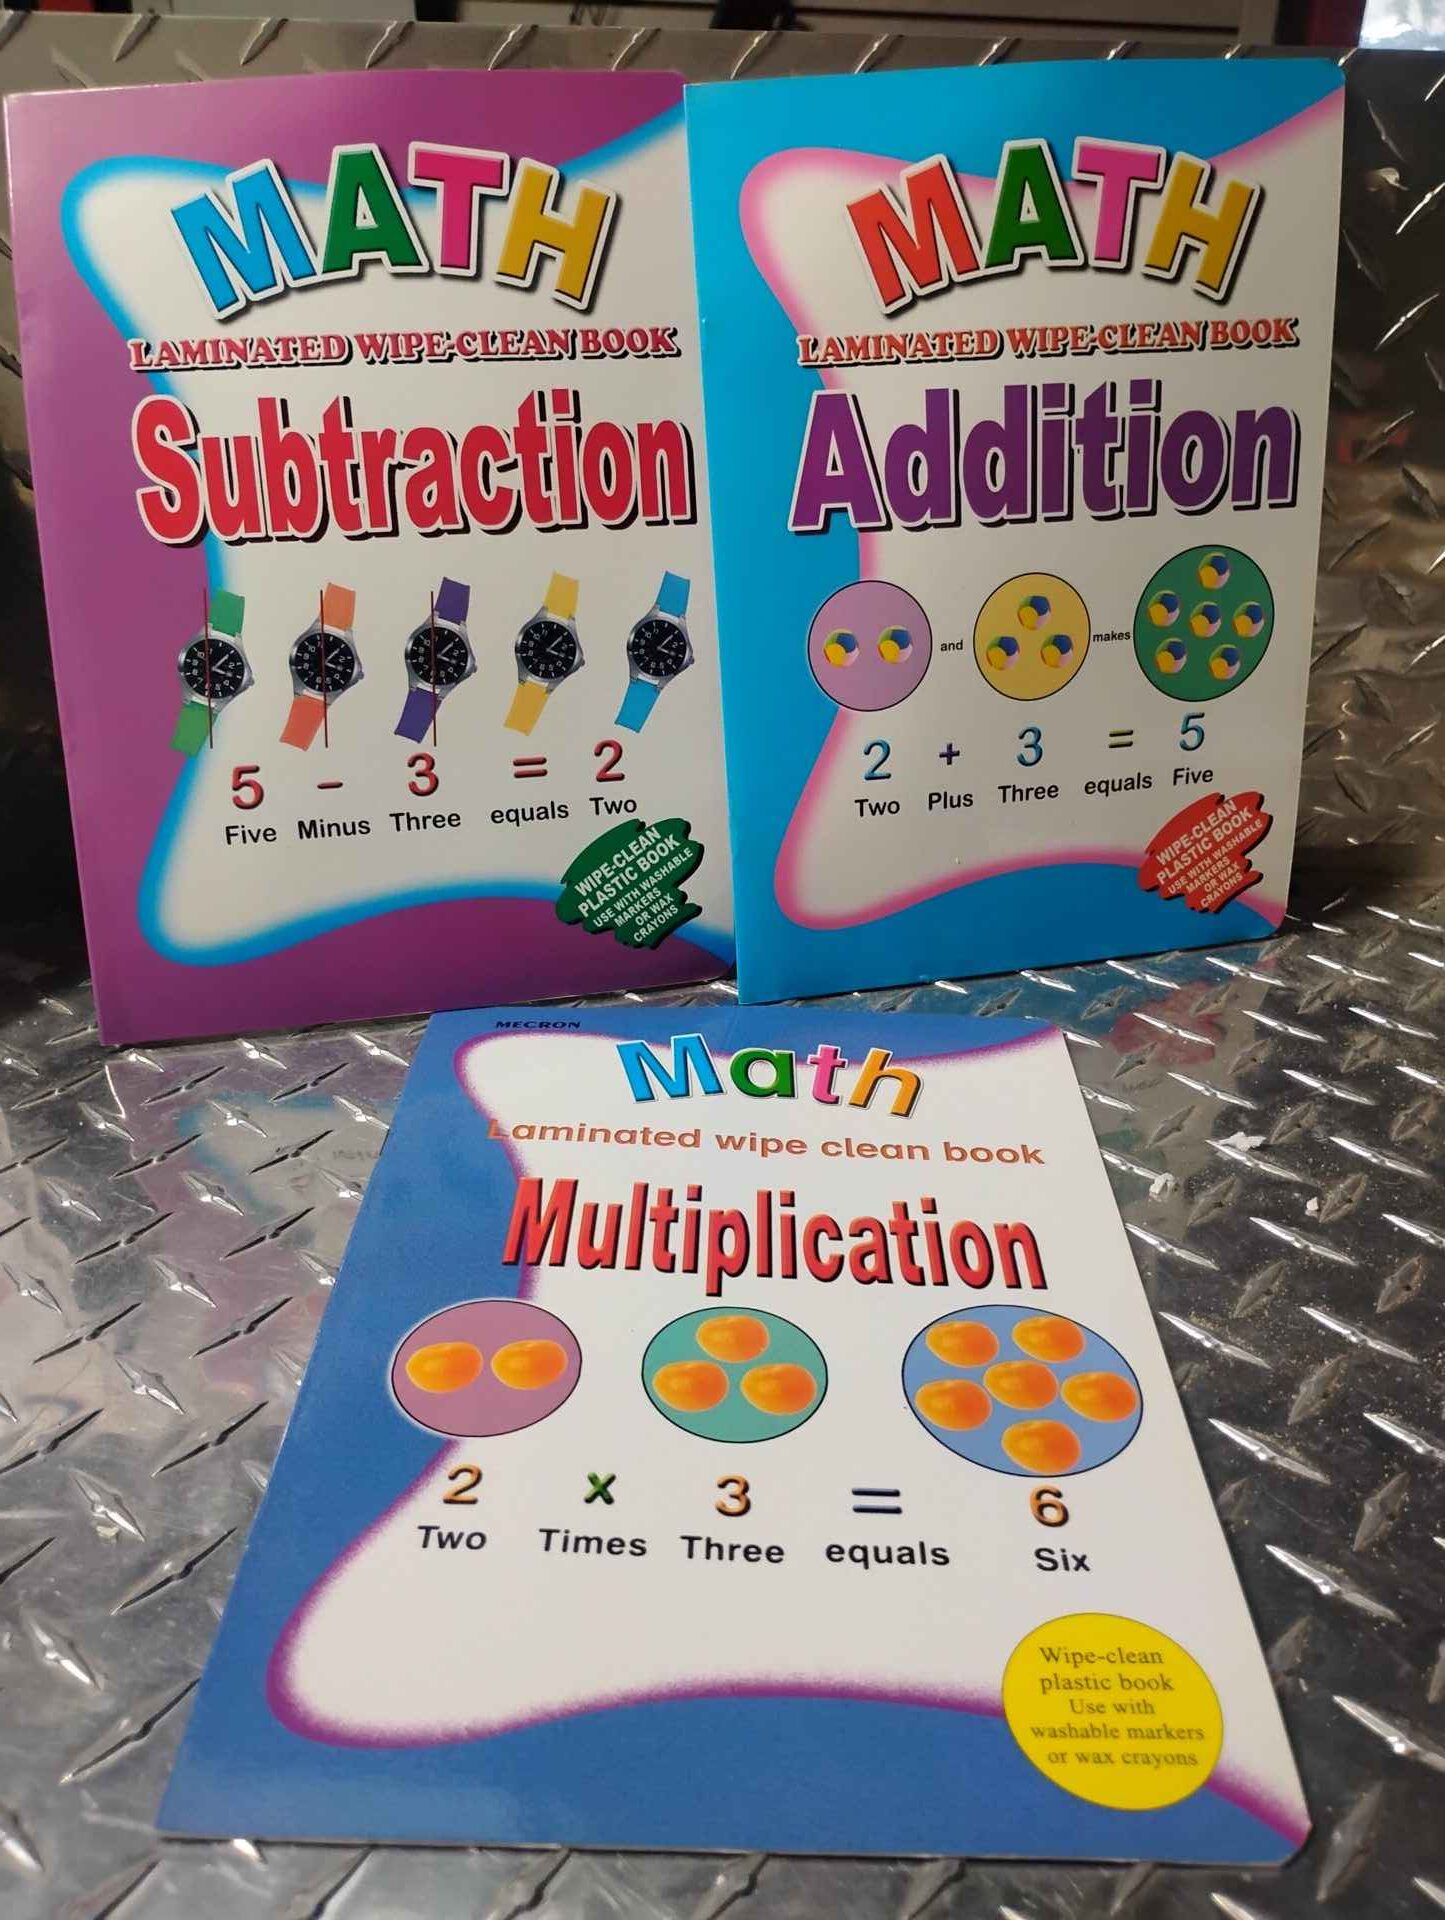 MATH
LAMINATED WIPE-CLEAN BOOK
Subtraction
5 - 3 = 2
Five Minus Three equals Two
WIPE-CLEAN
PLASTIC BOOK
USE WITH WASHABLE
MARKERS
OR WAX
CRAYONS
MATH
LAMINATED WIPE-CLEAN BOOK
Addition
and makes
2 + 3 = 5
Two Plus Three equals Five
WIPE-CLEAN
PLASTIC BOOK
USE WITH WASHABLE
MARKERS
OR WAX
CRAYONS
MECRON
Math
Laminated wipe clean book
Multiplication
2 x 3 = 6
Two Times Three equals Six
Wipe-clean
plastic book
Use with
washable markers
or wax crayons